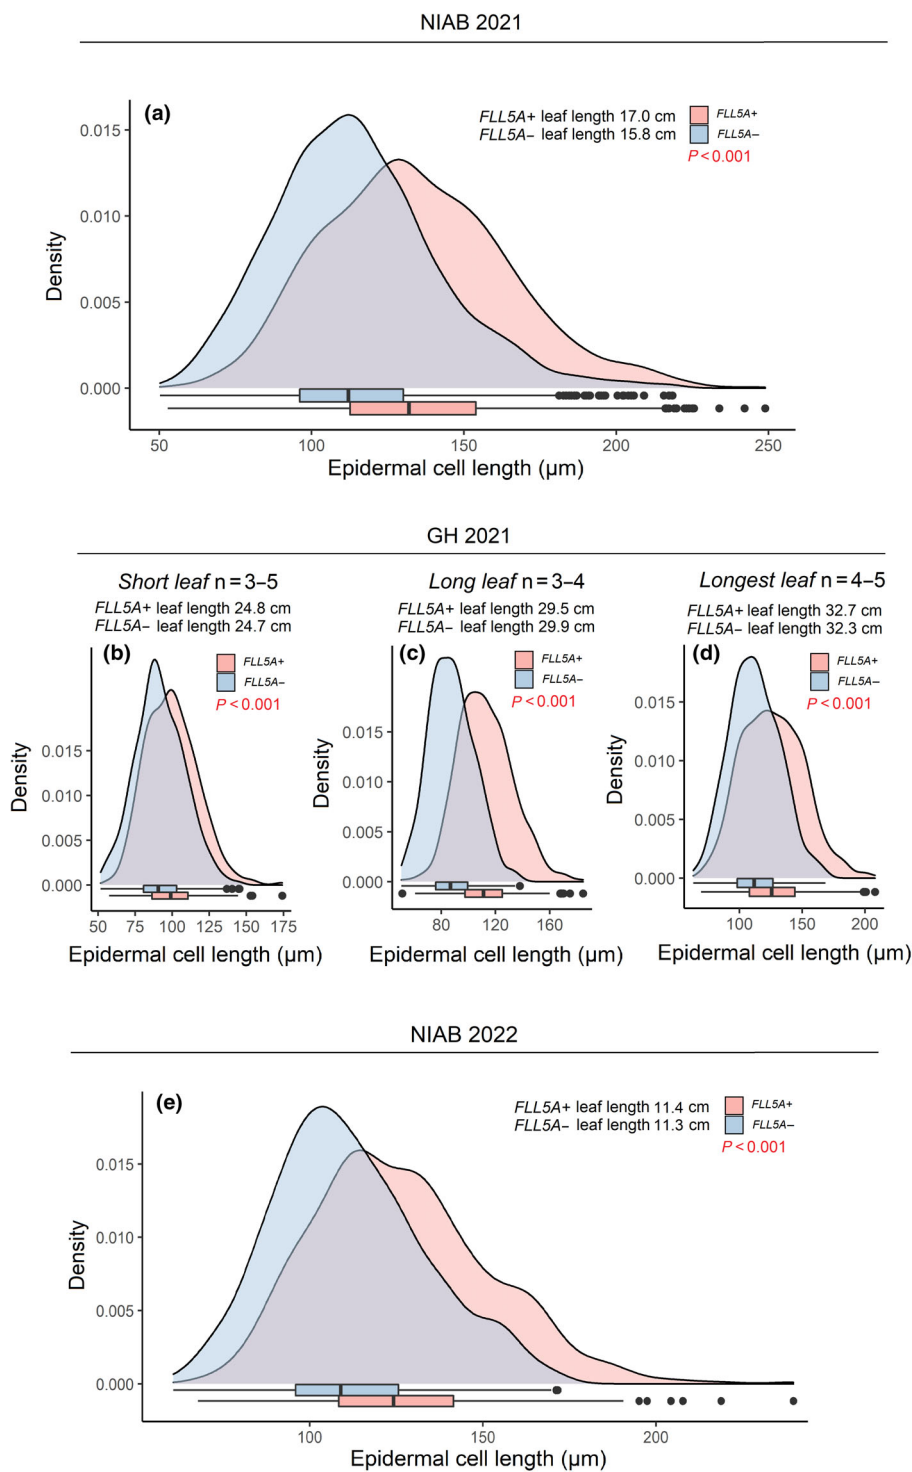 NIAB 2021
(a)
FLL5A+ leaf length 17.0 cm
FLL5A– leaf length 15.8 cm
FLL5A+
FLL5A–
P < 0.001
Density
0.015
0.010
0.005
0.000
50 100 150 200 250
Epidermal cell length (µm)
GH 2021
Short leaf n = 3–5
FLL5A+ leaf length 24.8 cm
FLL5A– leaf length 24.7 cm
(b)
FLL5A+
FLL5A–
P < 0.001
Density
0.015
0.010
0.005
0.000
50 75 100 125 150 175
Epidermal cell length (µm)
Long leaf n = 3–4
FLL5A+ leaf length 29.5 cm
FLL5A– leaf length 29.9 cm
(c)
FLL5A+
FLL5A–
P < 0.001
Density
0.015
0.010
0.005
0.000
80 120 160
Epidermal cell length (µm)
Longest leaf n = 4–5
FLL5A+ leaf length 32.7 cm
FLL5A– leaf length 32.3 cm
(d)
FLL5A+
FLL5A–
P < 0.001
Density
0.015
0.010
0.005
0.000
100 150 200
Epidermal cell length (µm)
NIAB 2022
(e)
FLL5A+ leaf length 11.4 cm
FLL5A– leaf length 11.3 cm
FLL5A+
FLL5A–
P < 0.001
Density
0.015
0.010
0.005
0.000
100 150 200
Epidermal cell length (µm)